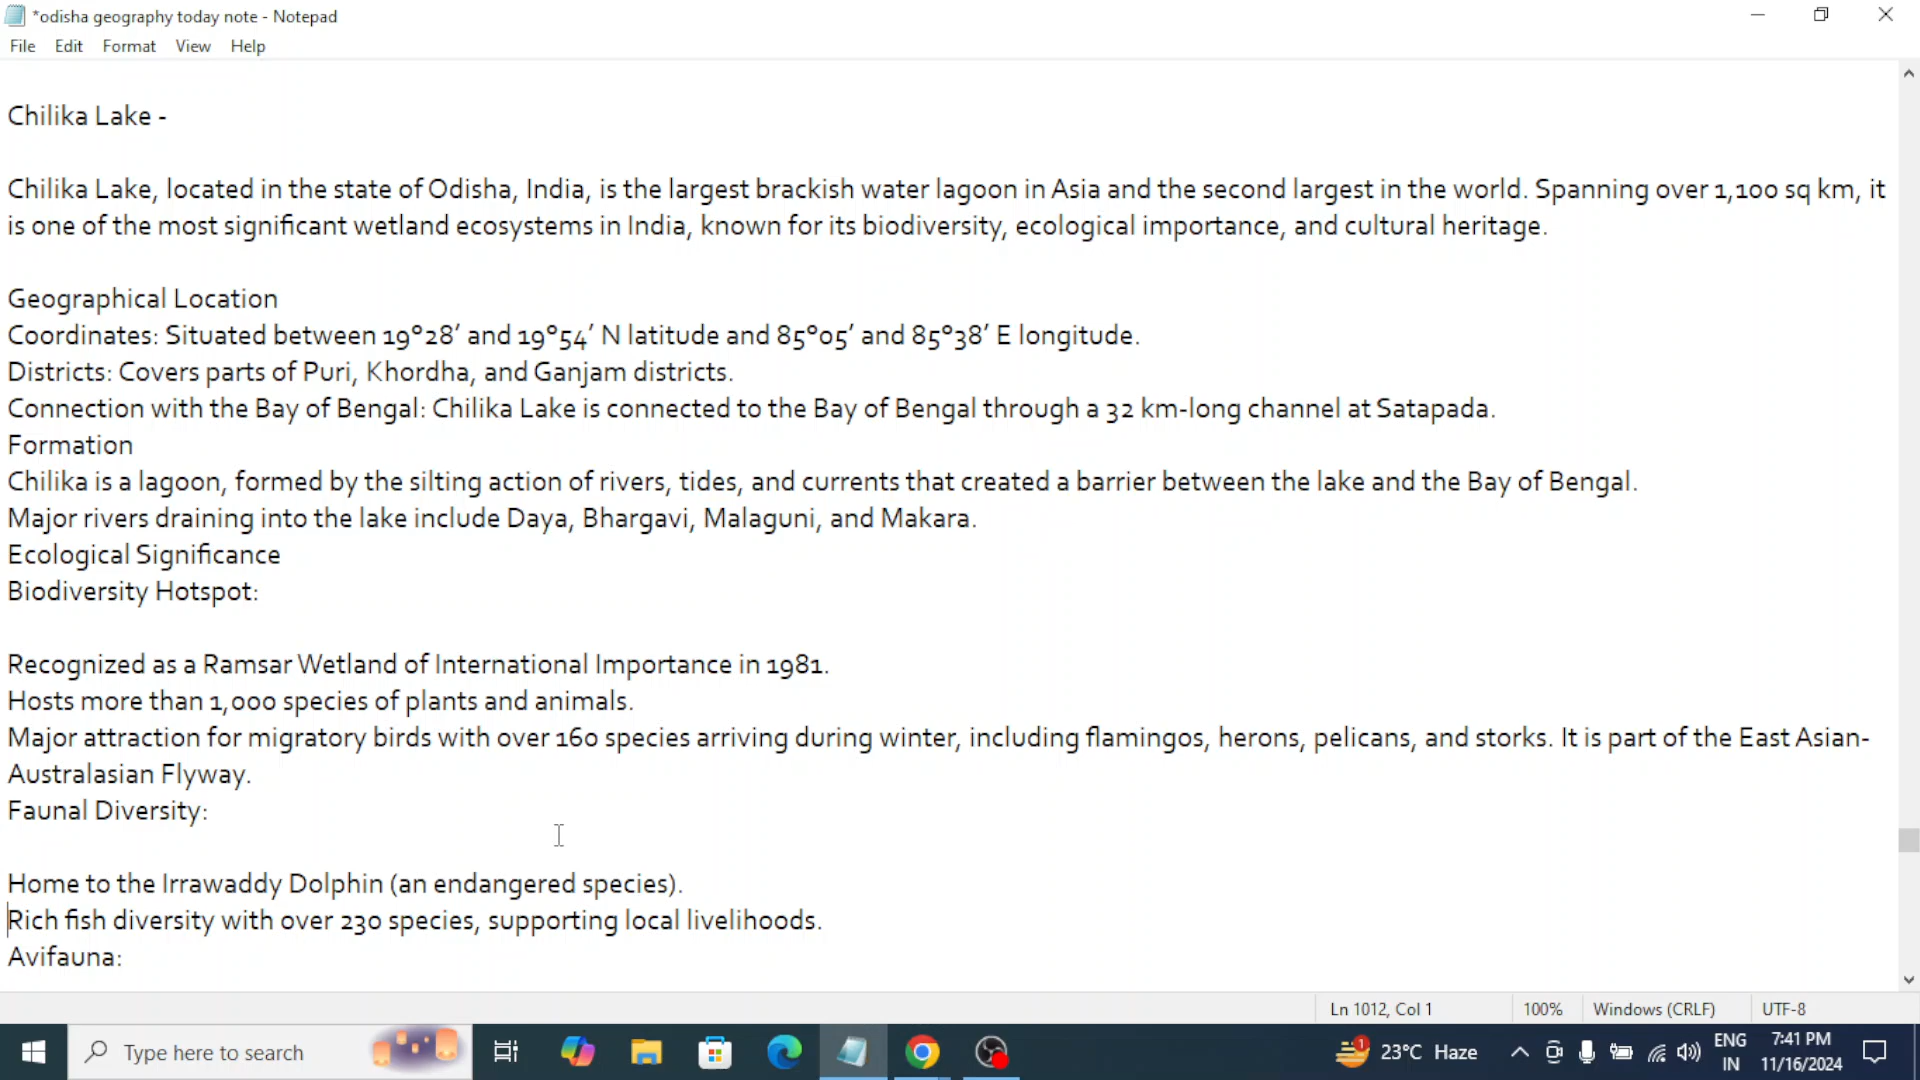 *odisha geography today note - Notepad
File Edit Format View Help
Chilika Lake -
Chilika Lake, located in the state of Odisha, India, is the largest brackish water lagoon in Asia and the second largest in the world. Spanning over 1,100 sq km, it
is one of the most significant wetland ecosystems in India, known for its biodiversity, ecological importance, and cultural heritage.
Geographical Location
Coordinates: Situated between 19°28′ and 19°54′ N latitude and 85°05′ and 85°38′ E longitude.
Districts: Covers parts of Puri, Khordha, and Ganjam districts.
Connection with the Bay of Bengal: Chilika Lake is connected to the Bay of Bengal through a 32 km-long channel at Satapada.
Formation
Chilika is a lagoon, formed by the silting action of rivers, tides, and currents that created a barrier between the lake and the Bay of Bengal.
Major rivers draining into the lake include Daya, Bhargavi, Malaguni, and Makara.
Ecological Significance
Biodiversity Hotspot:
Recognized as a Ramsar Wetland of International Importance in 1981.
Hosts more than 1,000 species of plants and animals.
Major attraction for migratory birds with over 160 species arriving during winter, including flamingos, herons, pelicans, and storks. It is part of the East Asian-
Australasian Flyway.
Faunal Diversity:
Home to the Irrawaddy Dolphin (an endangered species).
Rich fish diversity with over 230 species, supporting local livelihoods.
Avifauna:
Ln 1012, Col 1 100% Windows (CRLF) UTF-8
Type here to search 1 23°C Haze ENG 7:41 PM
IN 11/16/2024